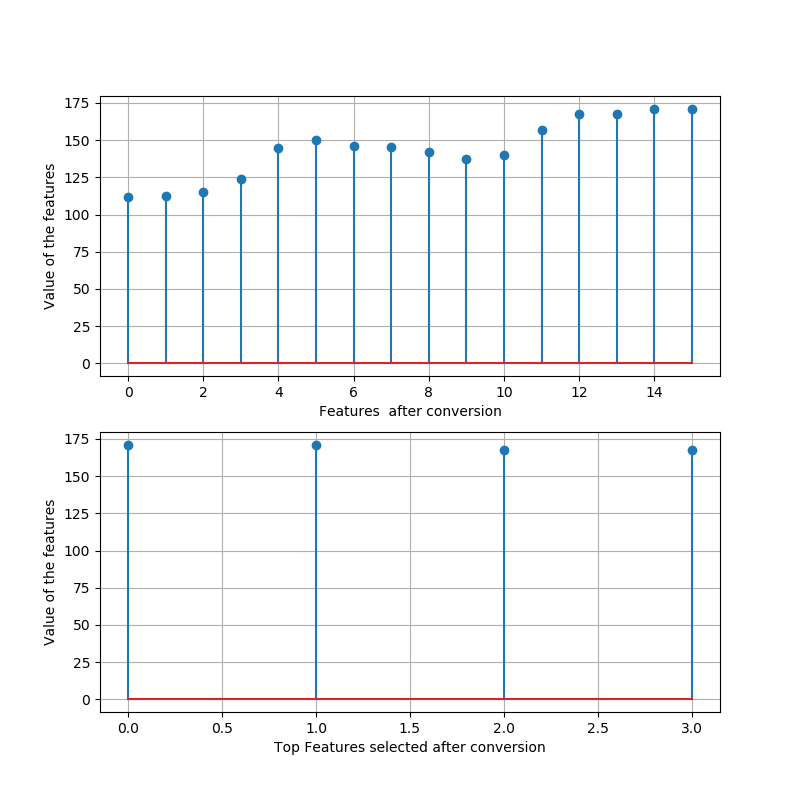 175
150
125
100
75
50
25
0
Value of the features
0 2 4 6 8 10 12 14
Features  after conversion
175
150
125
100
75
50
25
0
Value of the features
0.0 0.5 1.0 1.5 2.0 2.5 3.0
Top Features selected after conversion